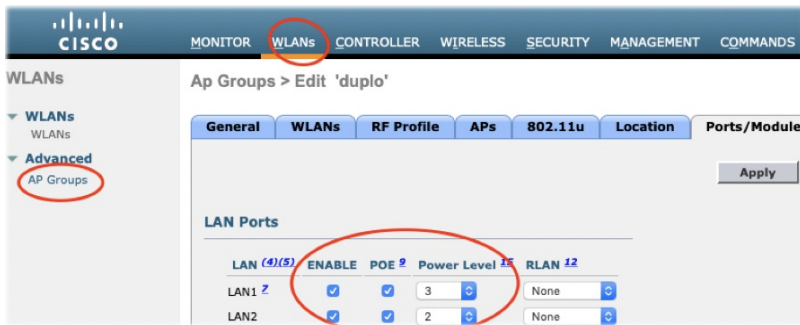 CISCO
MONITOR WLANs CONTROLLER WIRELESS SECURITY MANAGEMENT COMMANDS
WLANs
Ap Groups > Edit 'duplo'
WLANs
WLANs
Advanced
AP Groups
General WLANs RF Profile APs 802.11u Location Ports/Module
Apply
LAN Ports
LAN (4)(5) ENABLE POE 9 Power Level 15 RLAN 12
LAN1 7 3 None
LAN2 2 None